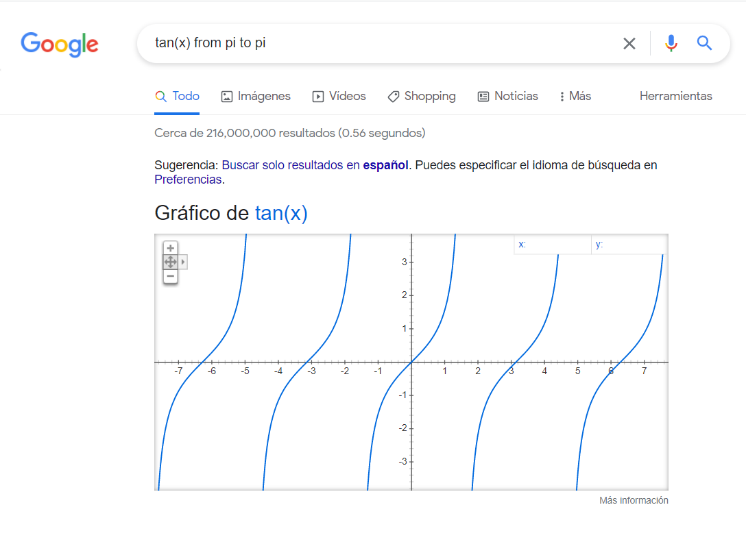 Google
tan(x) from pi to pi
Todo Imágenes Videos Shopping Noticias Más Herramientas
Cerca de 216,000,000 resultados (0.56 segundos)
Sugerencia: Buscar solo resultados en español. Puedes especificar el idioma de búsqueda en
Preferencias.
Gráfico de tan(x)
x: y:
3
2
1
-7 -6 -5 -4 -3 -2 -1 1 2 3 4 5 6 7
-1
-2
-3
Más información